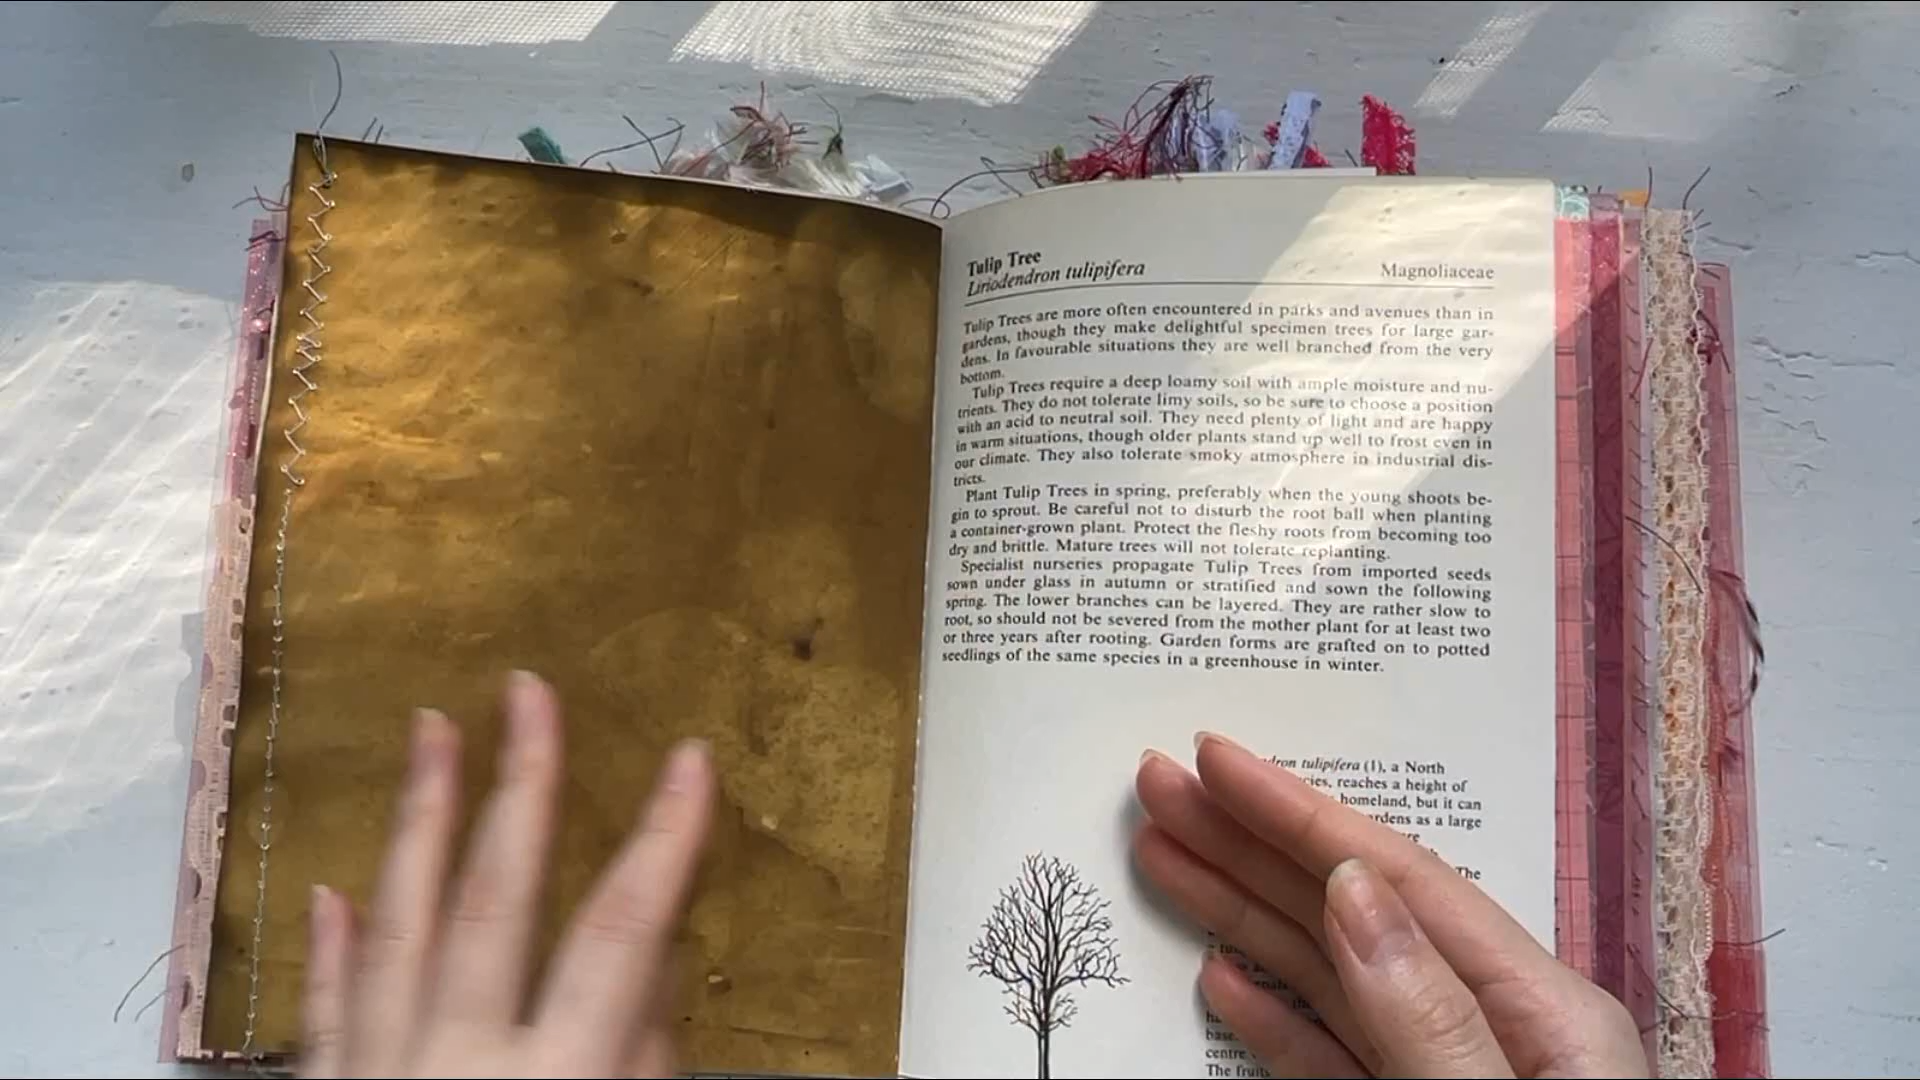 Tulip Tree
Liriodendron tulipifera Magnoliaceae
Tulip Trees are more often encountered in parks and avenues than in
gardens, though they make delightful specimen trees for large gar-
dens. In favourable situations they are well branched from the very
bottom.
Tulip Trees require a deep loamy soil with ample moisture and nu-
trients. They do not tolerate limy soils, so be sure to choose a position
with an acid to neutral soil. They need plenty of light and are happy
in warm situations, though older plants stand up well to frost even in
our climate. They also tolerate smoky atmosphere in industrial dis-
tricts.
Plant Tulip Trees in spring, preferably when the young shoots be-
gin to sprout. Be careful not to disturb the root ball when planting
a container-grown plant. Protect the fleshy roots from becoming too
dry and brittle. Mature trees will not tolerate replanting.
Specialist nurseries propagate Tulip Trees from imported seeds
sown under glass in autumn or stratified and sown the following
spring. The lower branches can be layered. They are rather slow to
root, so should not be severed from the mother plant for at least two
or three years after rooting. Garden forms are grafted on to potted
seedlings of the same species in a greenhouse in winter.
tulipifera (1), a North
reaches a height of
homeland, but it can
as a large
The
base.
centre
The fruits